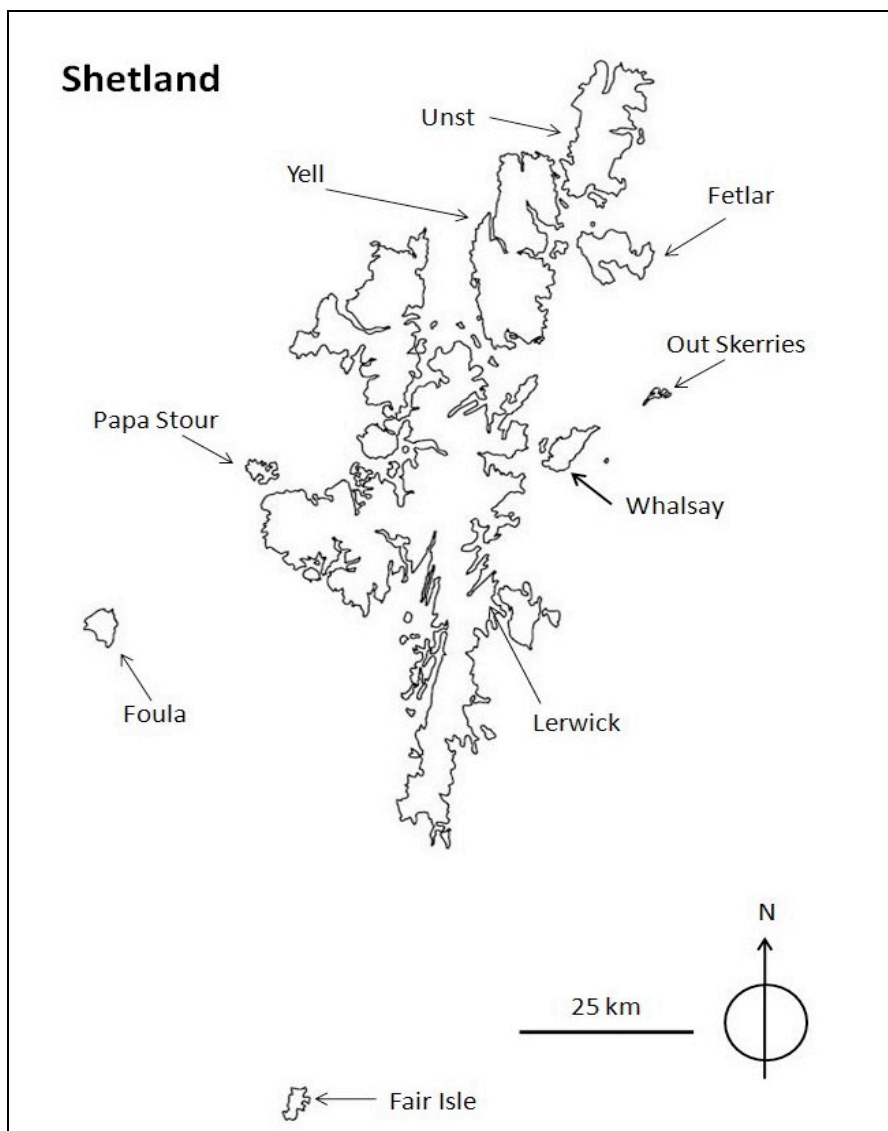 Shetland
Unst
Yell
Fetlar
Out Skerries
Papa Stour
Whalsay
Foula
Lerwick
N
25 km
Fair Isle